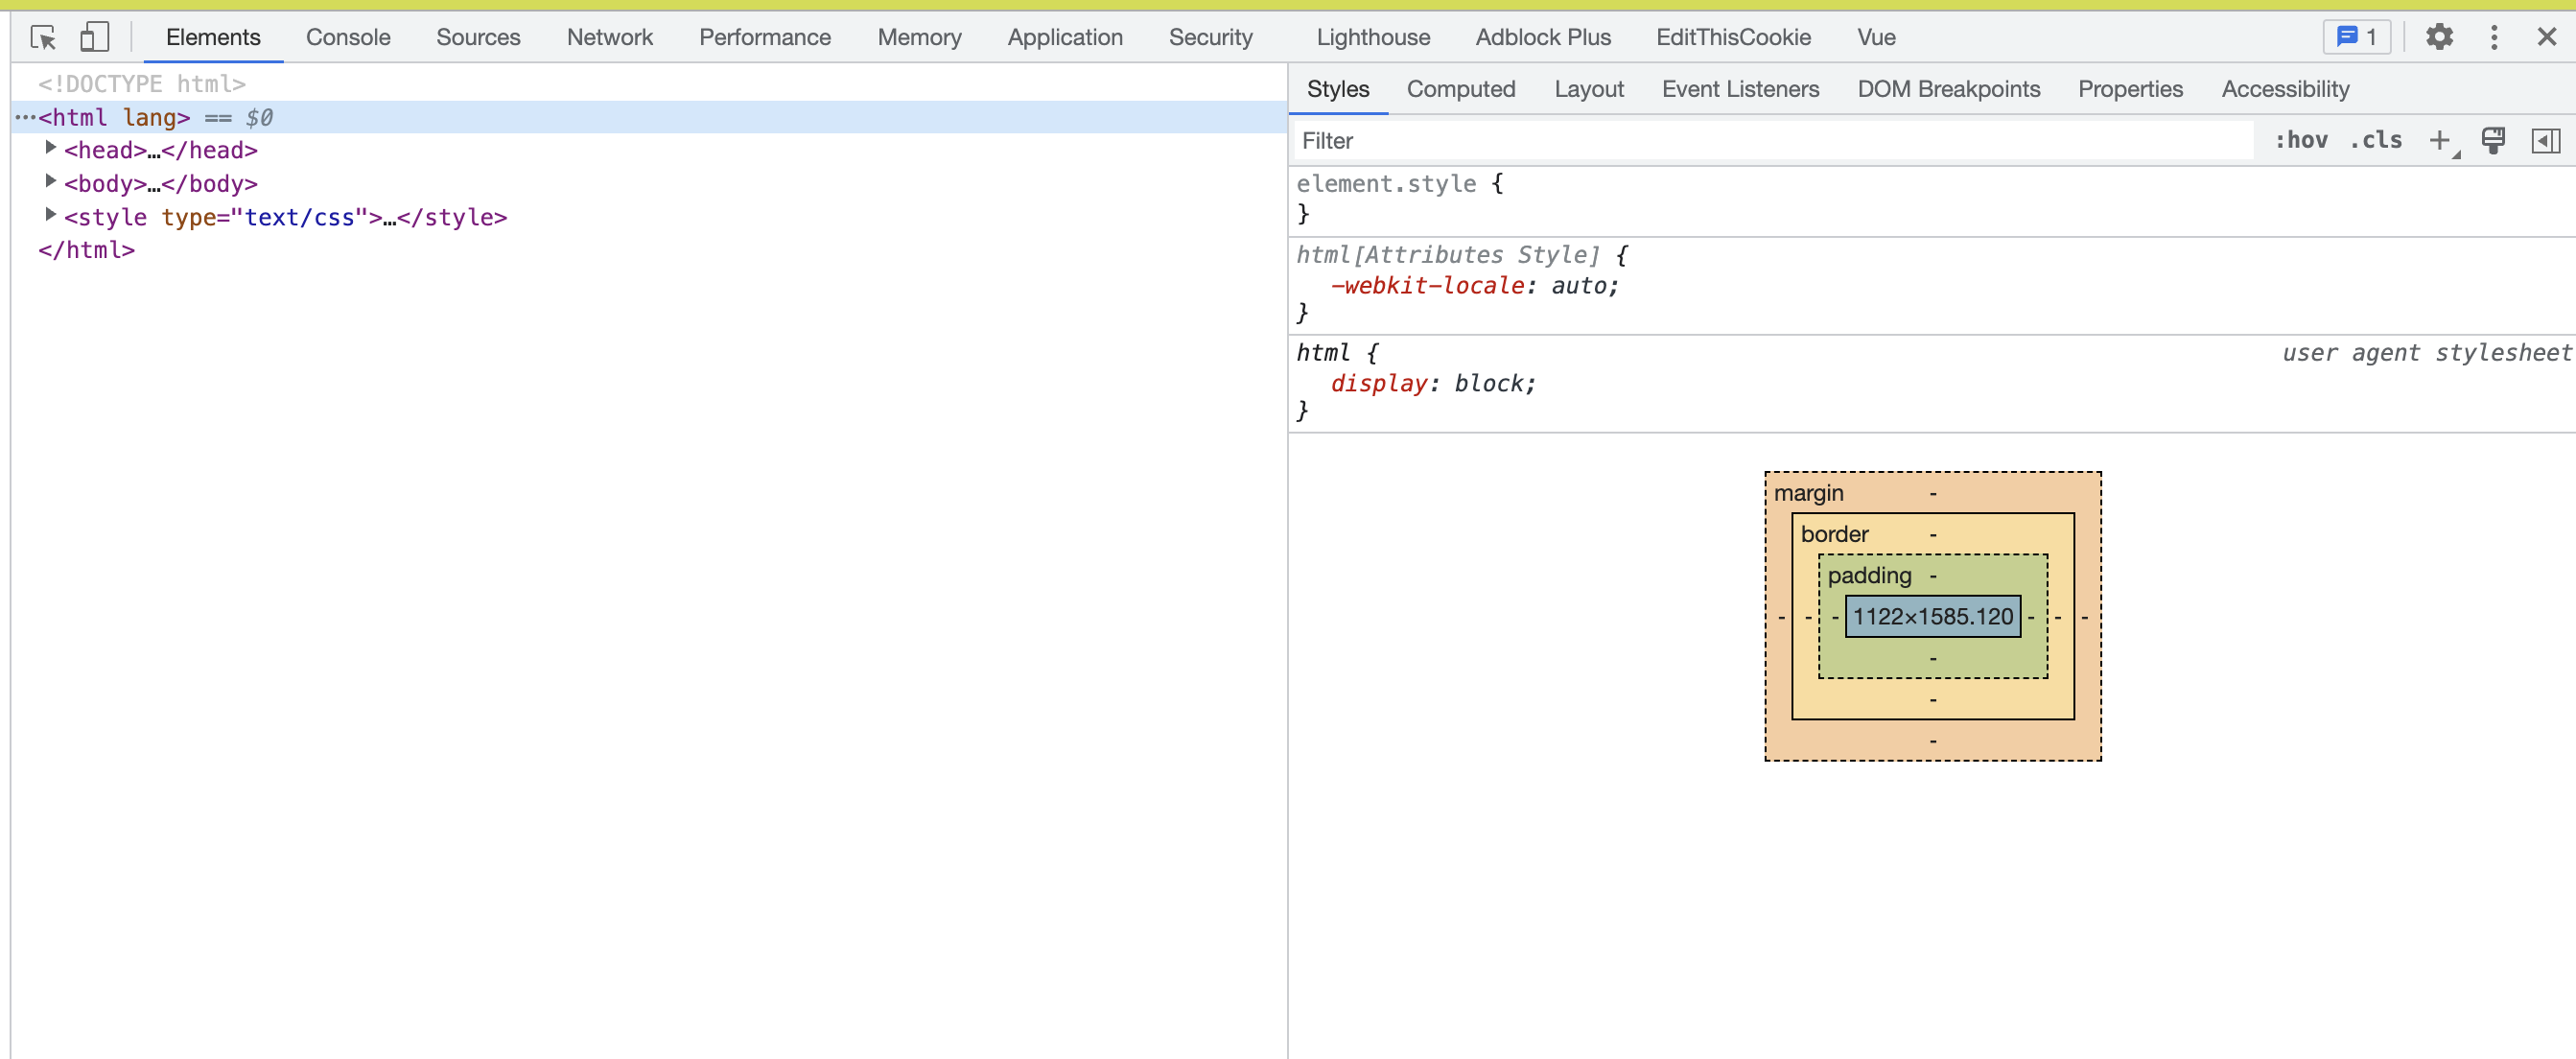 Elements Console Sources Network Performance Memory Application Security Lighthouse Adblock Plus EditThisCookie Vue 1
<!DOCTYPE html>
…<html lang> == $0
<head>…</head>
<body>…</body>
<style type="text/css">…</style>
</html>
Styles Computed Layout Event Listeners DOM Breakpoints Properties Accessibility
Filter :hov .cls
element.style {
}
html[Attributes Style] {
-webkit-locale: auto;
}
html { user agent stylesheet
display: block;
}
margin -
border -
padding -
- - - 1122×1585.120 - - -
-
-
-